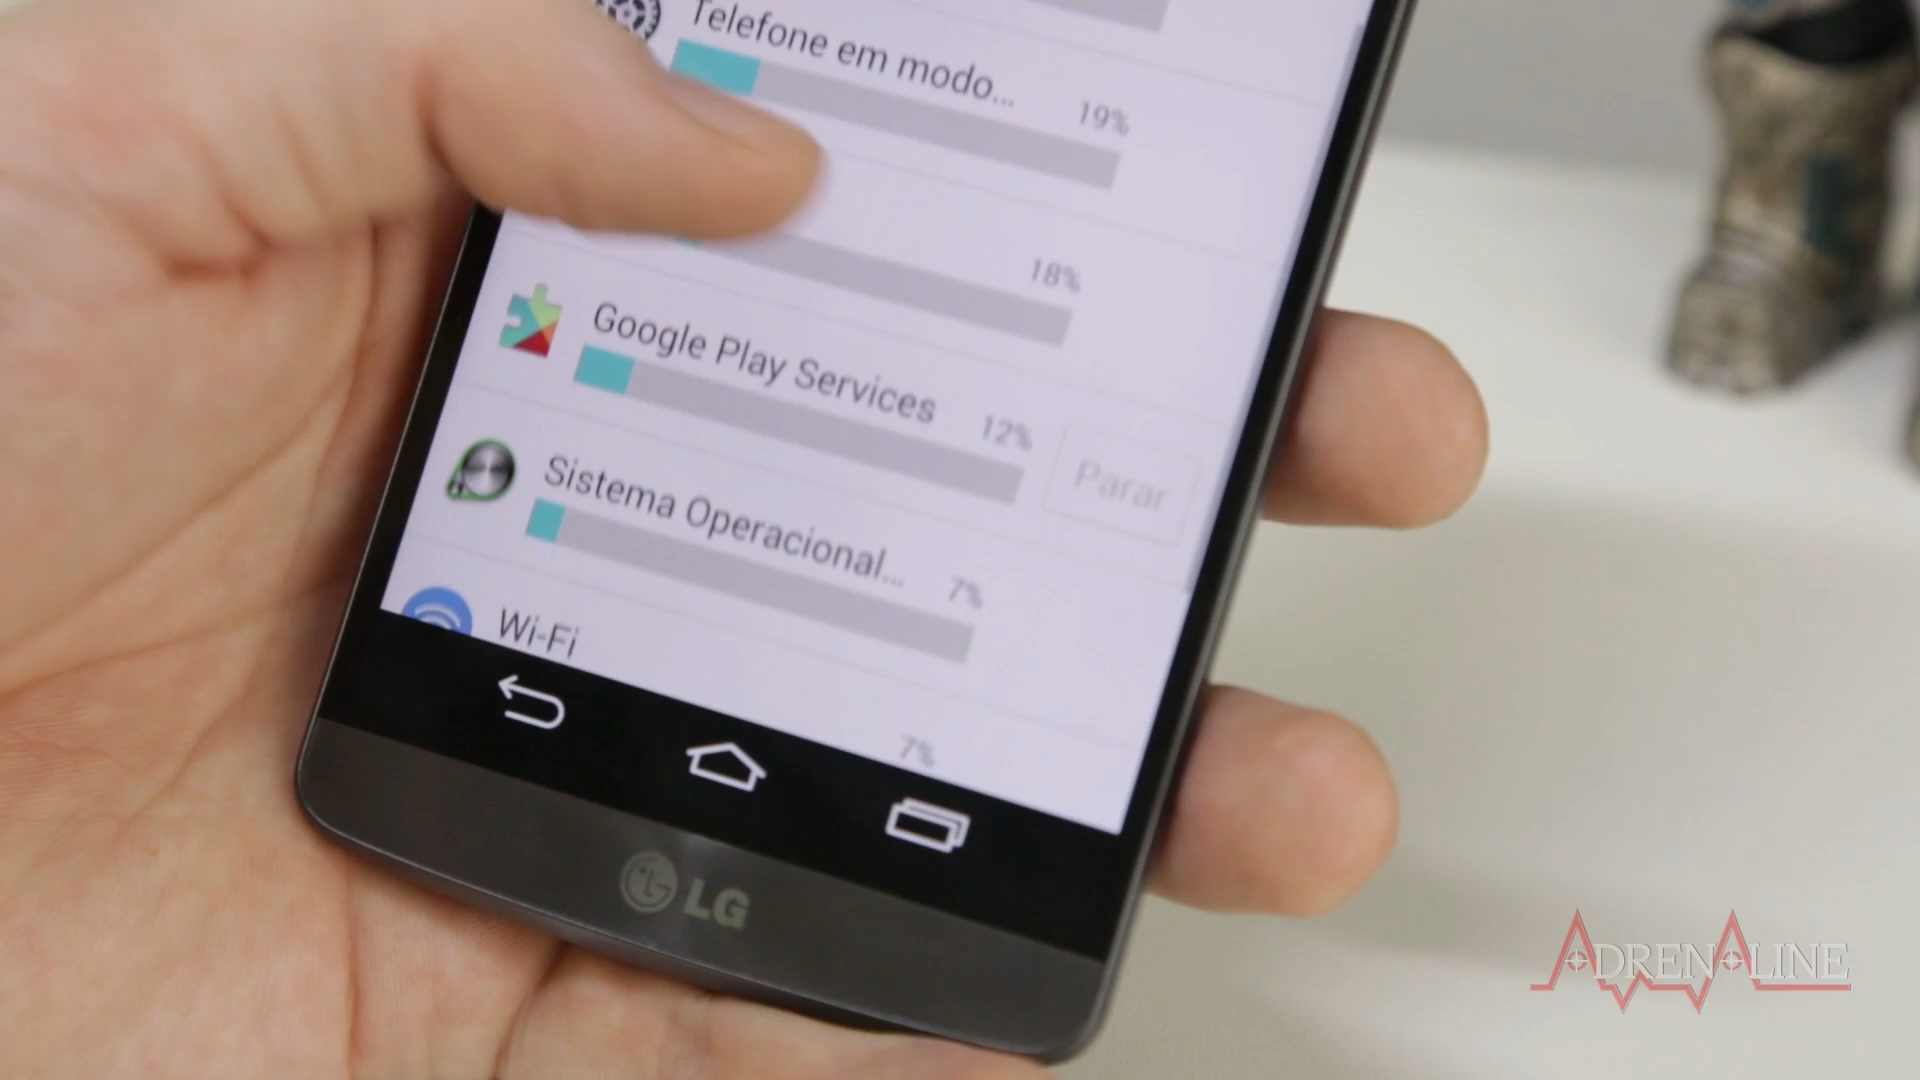 Telefone em modo...
19%
18%
Google Play Services
12%
Parar
Sistema Operacional...
7%
Wi-Fi
7%
LG
ADRENALINE